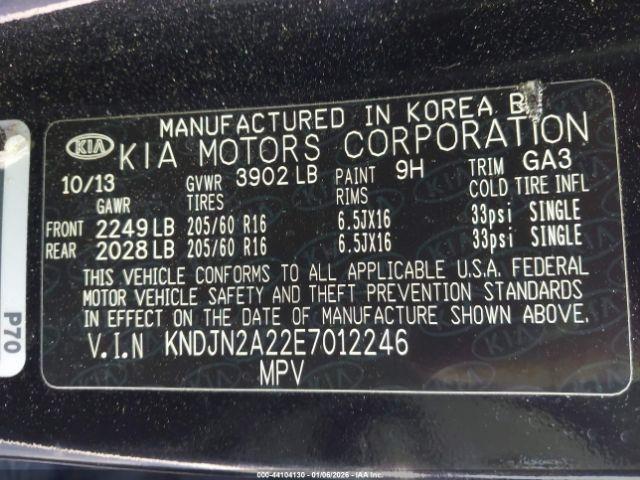 MANUFACTURED IN KOREA B
KIA KIA MOTORS CORPORATION
10/13 GVWR 3902 LB PAINT 9H TRIM GA3
GAWR TIRES RIMS COLD TIRE INFL
FRONT 2249 LB 205/60 R16 6.5JX16 33psi SINGLE
REAR 2028 LB 205/60 R16 6.5JX16 33psi SINGLE
THIS VEHICLE CONFORMS TO ALL APPLICABLE U.S.A. FEDERAL
MOTOR VEHICLE SAFETY AND THEFT PREVENTION STANDARDS
IN EFFECT ON THE DATE OF MANUFACTURE SHOWN ABOVE.
V.I.N KNDJN2A22E7012246
MPV
P70
000-44104130 - 01/06/2026 - IAAI.com